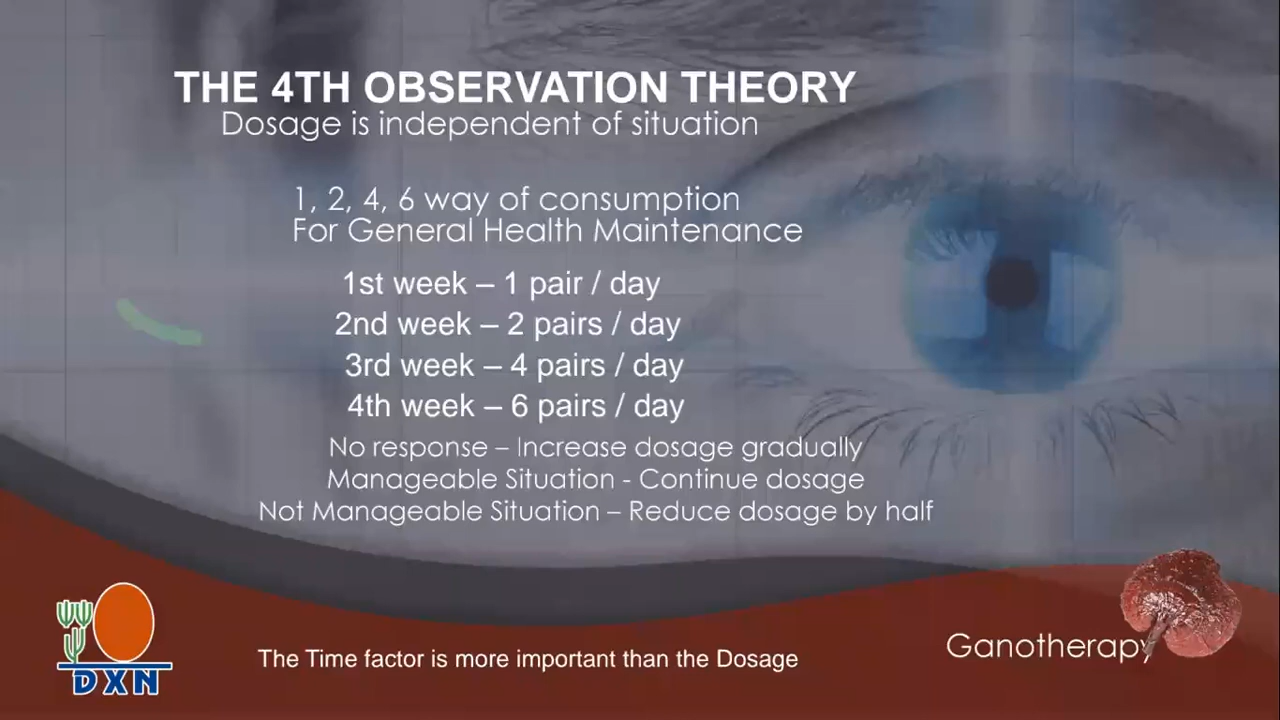 THE 4TH OBSERVATION THEORY
Dosage is independent of situation
1, 2, 4, 6 way of consumption
For General Health Maintenance
1st week – 1 pair / day
2nd week – 2 pairs / day
3rd week – 4 pairs / day
4th week – 6 pairs / day
No response – Increase dosage gradually
Manageable Situation - Continue dosage
Not Manageable Situation – Reduce dosage by half
DXN
The Time factor is more important than the Dosage
Ganotherapy